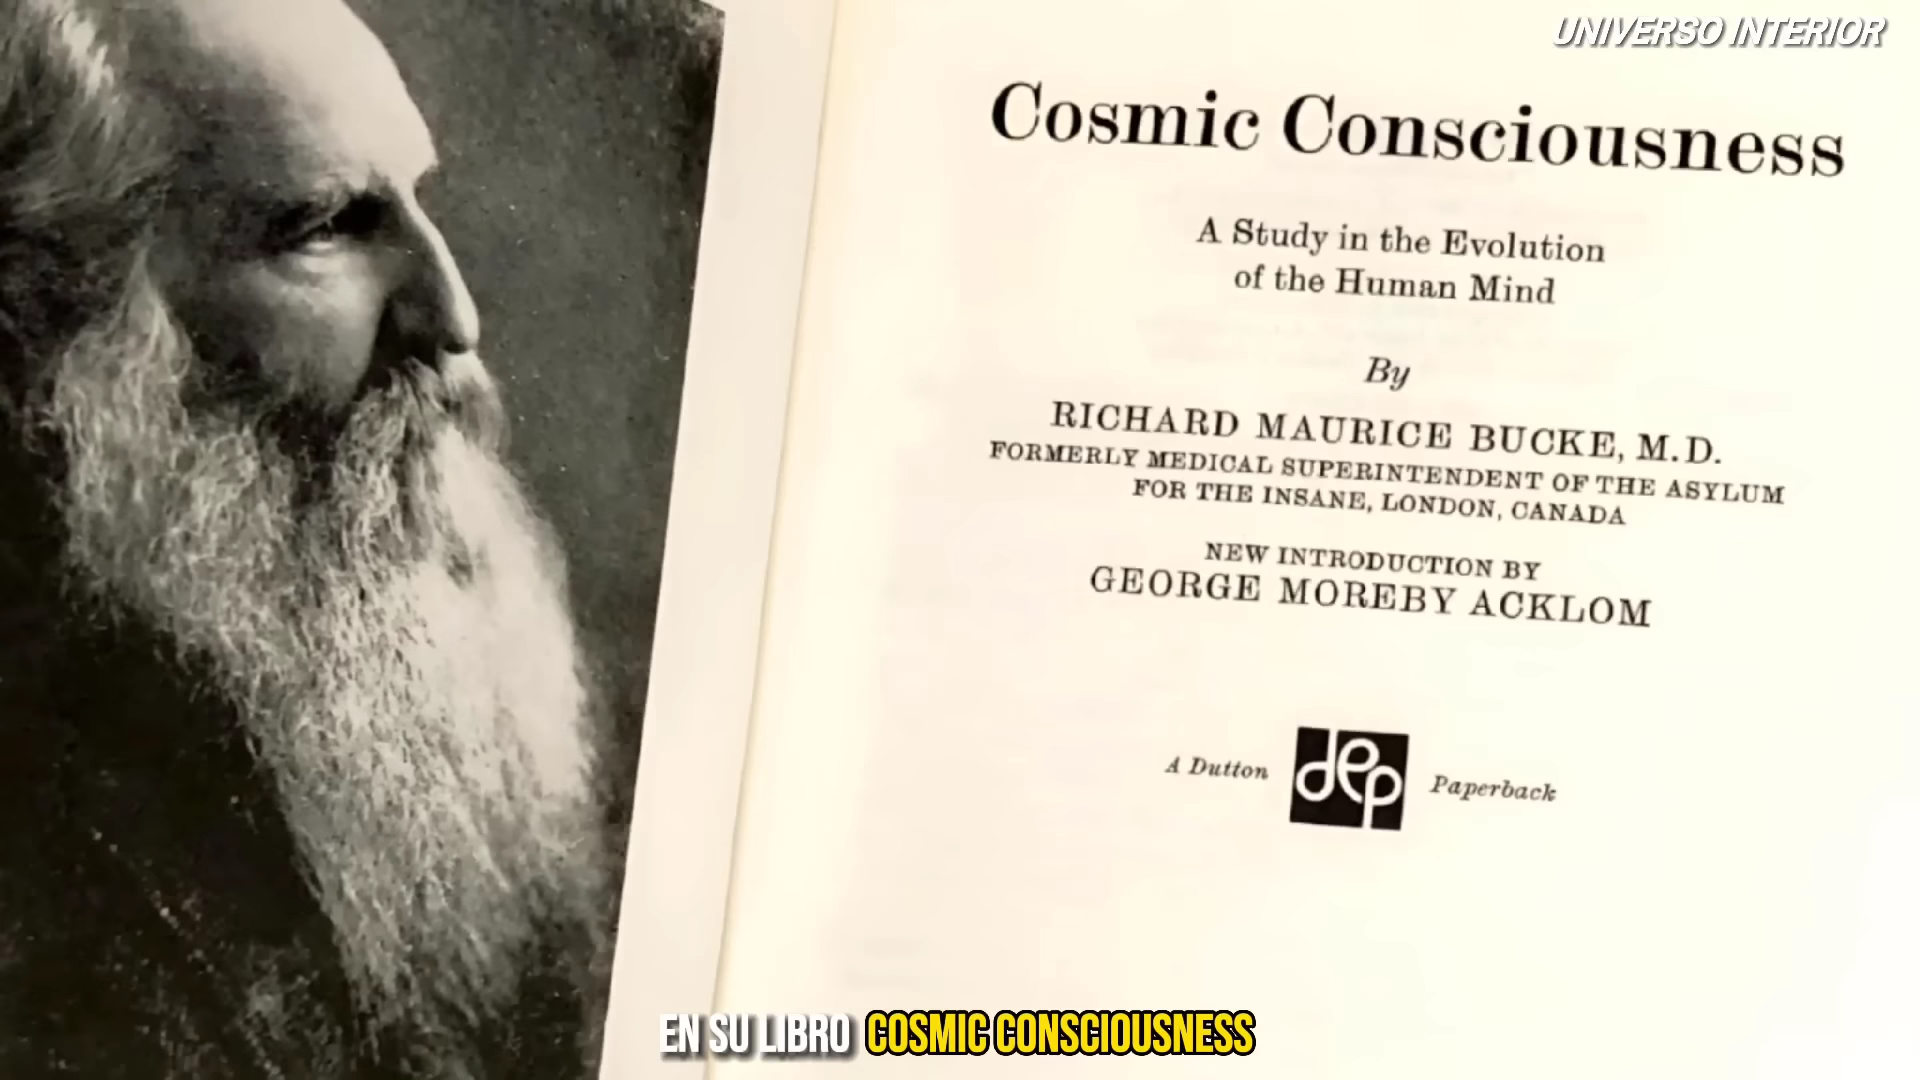 UNIVERSO INTERIOR
Cosmic Consciousness
A Study in the Evolution
of the Human Mind
By
RICHARD MAURICE BUCKE, M.D.
FORMERLY MEDICAL SUPERINTENDENT OF THE ASYLUM
FOR THE INSANE, LONDON, CANADA
NEW INTRODUCTION BY
GEORGE MOREBY ACKLOM
A Dutton dep Paperback
EN SU LIBRO COSMIC CONSCIOUSNESS